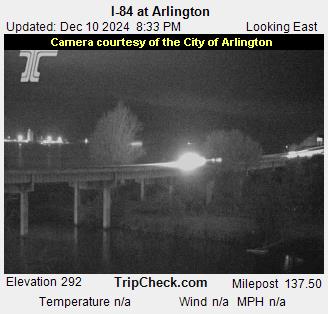 I-84 at Arlington
Updated: Dec 10 2024 8:33 PM Looking East
Camera courtesy of the City of Arlington
Elevation 292 TripCheck.com Milepost 137.50
Temperature n/a Wind n/a MPH n/a